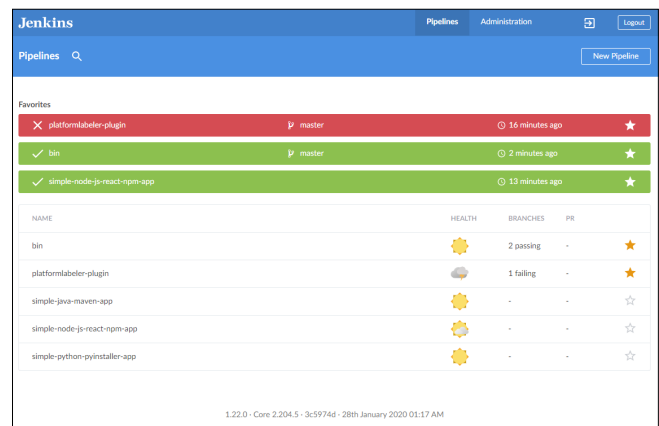 Jenkins Pipelines Administration Logout
Pipelines New Pipeline
Favorites
platformlabeler-plugin master 16 minutes ago
bin master 2 minutes ago
simple-node-js-react-npm-app 13 minutes ago
NAME HEALTH BRANCHES PR
bin 2 passing -
platformlabeler-plugin 1 failing -
simple-java-maven-app - -
simple-node-js-react-npm-app - -
simple-python-pyinstaller-app - -
1.22.0 · Core 2.204.5 · 3c5974d · 28th January 2020 01:17 AM